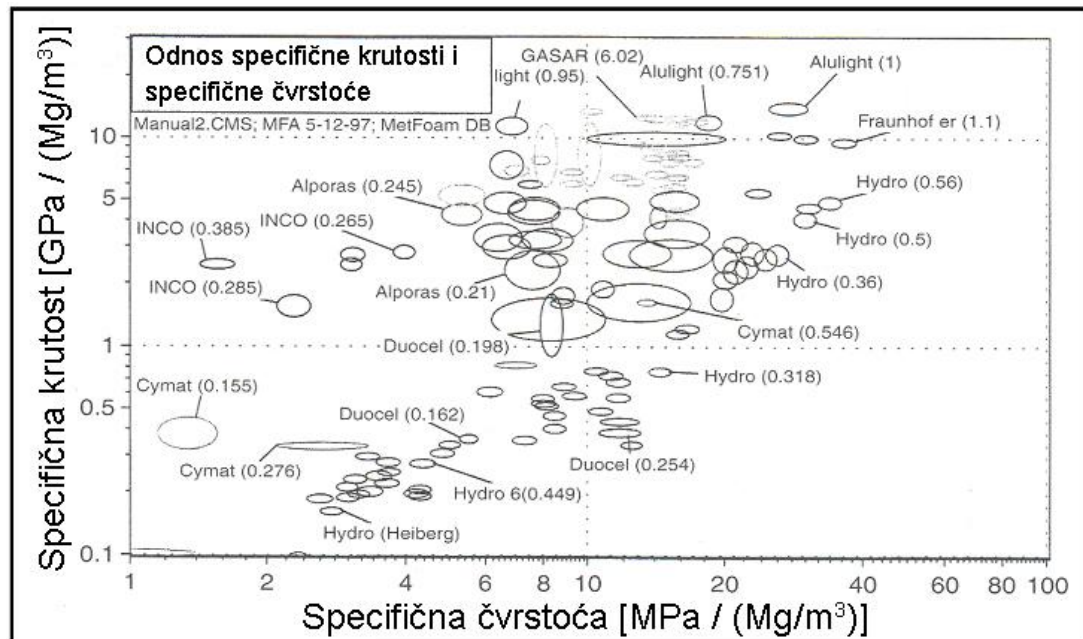 Specifična krutost [GPa / (Mg/m³)]
Odnos specifične krutosti i
specifične čvrstoće
Manual2.CMS; MFA 5-12-97; MetFoam DB
GASAR (6.02)
light (0.95)
Alulight (0.751)
Alulight (1)
Fraunhof er (1.1)
Alporas (0.245)
Hydro (0.56)
INCO (0.385)
INCO (0.265)
Hydro (0.5)
INCO (0.285)
Alporas (0.21)
Hydro (0.36)
Duocel (0.198)
Cymat (0.546)
Cymat (0.155)
Hydro (0.318)
Duocel (0.162)
Cymat (0.276)
Duocel (0.254)
Hydro 6(0.449)
Hydro (Heiberg)
10
5
1
0.5
0.1
1 2 4 6 8 10 20 40 60 80 100
Specifična čvrstoća [MPa / (Mg/m³)]